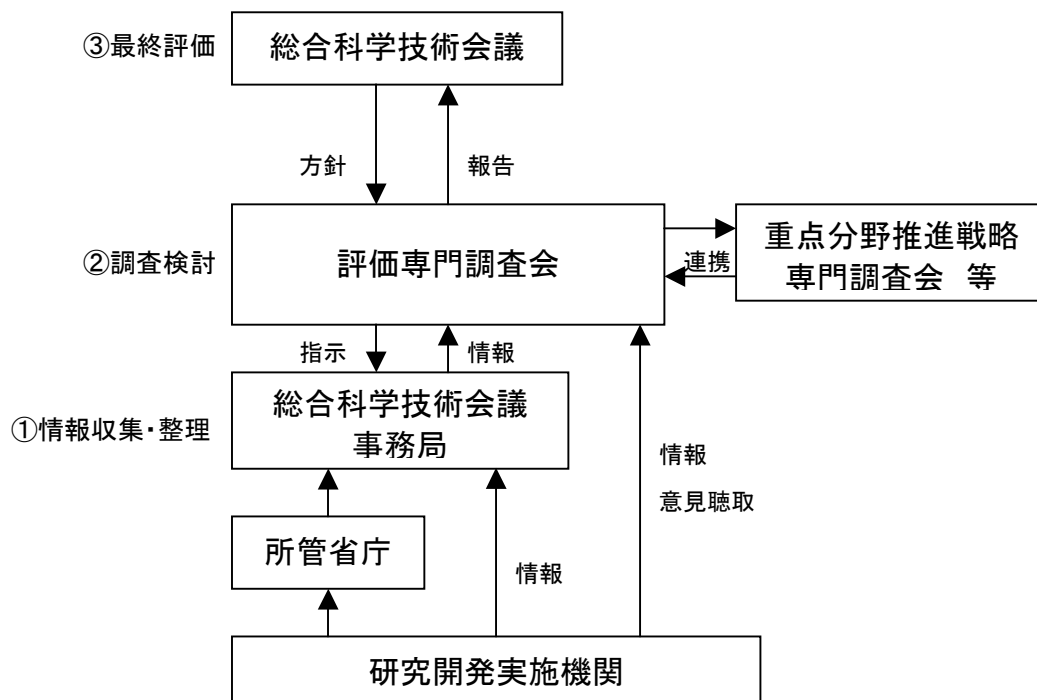 ③最終評価
総合科学技術会議
方針
報告
②調査検討
評価専門調査会
連携
重点分野推進戦略
専門調査会 等
指示
情報
①情報収集・整理
総合科学技術会議
事務局
情報
意見聴取
所管省庁
情報
研究開発実施機関